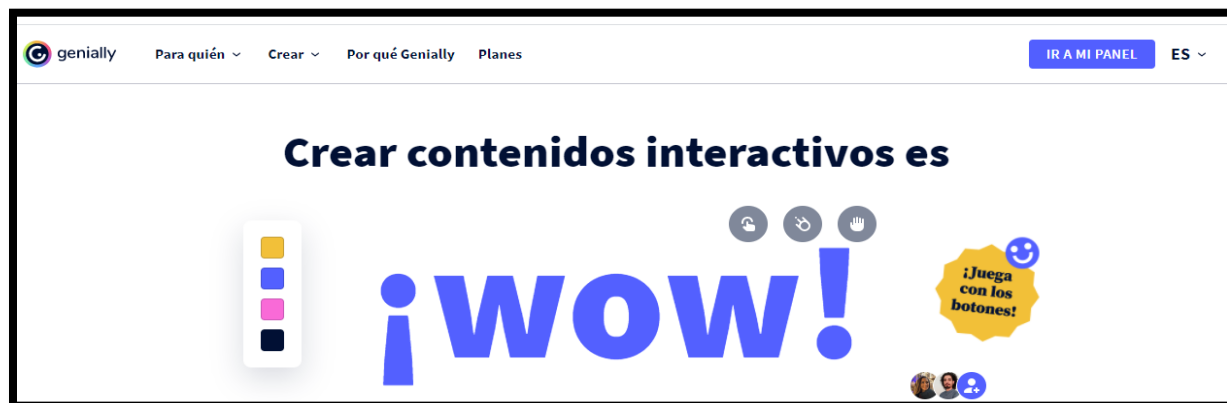 genially Para quién Crear Por qué Genially Planes IR A MI PANEL ES
Crear contenidos interactivos es
¡WOW!
¡Juega
con los
botones!